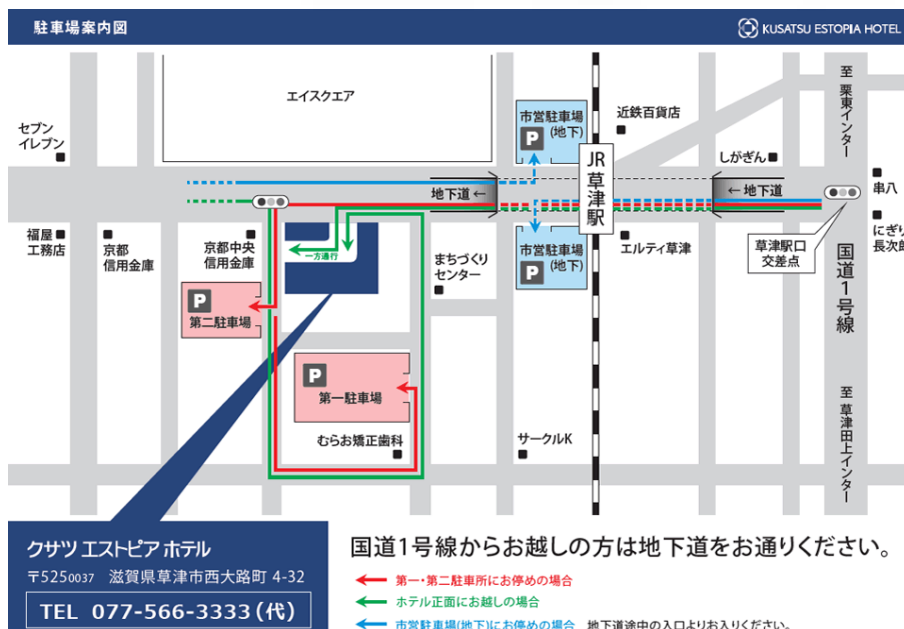 駐車場案内図
KUSATSU ESTOPIA HOTEL
エイスクエア
セブン
イレブン
市営駐車場
(地下)
P
近鉄百貨店
至 栗東インター
しがぎん
JR草津駅
地下道 ←
← 地下道
串八
福屋
工務店
京都
信用金庫
京都中央
信用金庫
一方通行
まちづくり
センター
市営駐車場
(地下)
P
エルティ草津
草津駅口
交差点
国道1号線
にぎり
長次郎
P
第二駐車場
P
第一駐車場
むらお矯正歯科
サークルK
至 草津田上インター
クサツ エストピア ホテル
〒5250037 滋賀県草津市西大路町 4-32
TEL 077-566-3333(代)
国道1号線からお越しの方は地下道をお通りください。
第一・第二駐車所にお停めの場合
ホテル正面にお越しの場合
市営駐車場(地下)にお停めの場合 地下道途中の入口よりお入りください。